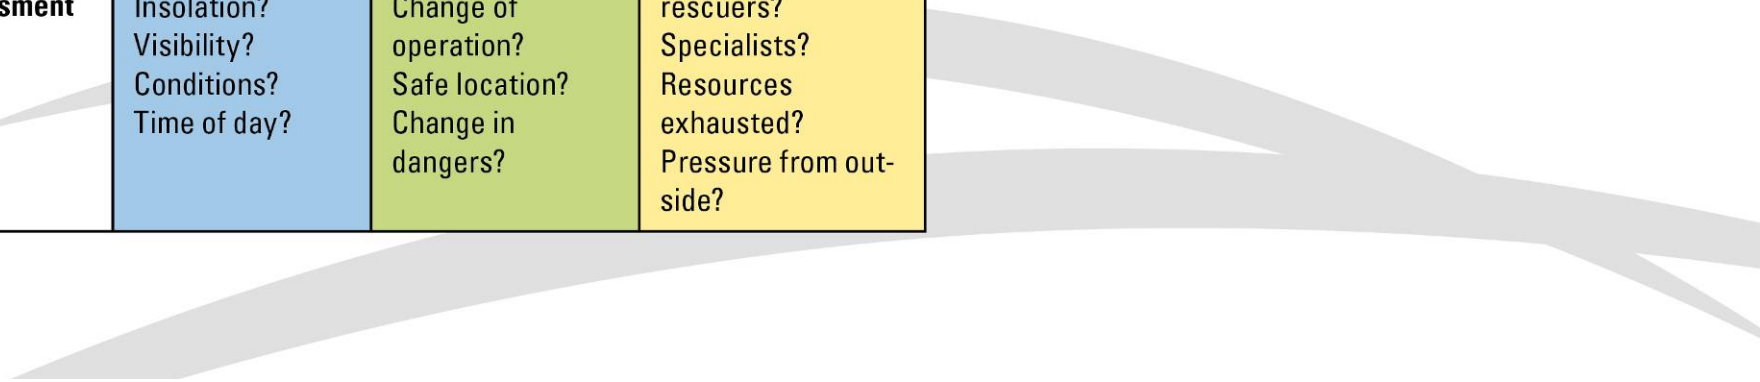 sment
Insolation?
Visibility?
Conditions?
Time of day?
Change of
operation?
Safe location?
Change in
dangers?
rescuers?
Specialists?
Resources
exhausted?
Pressure from out-
side?